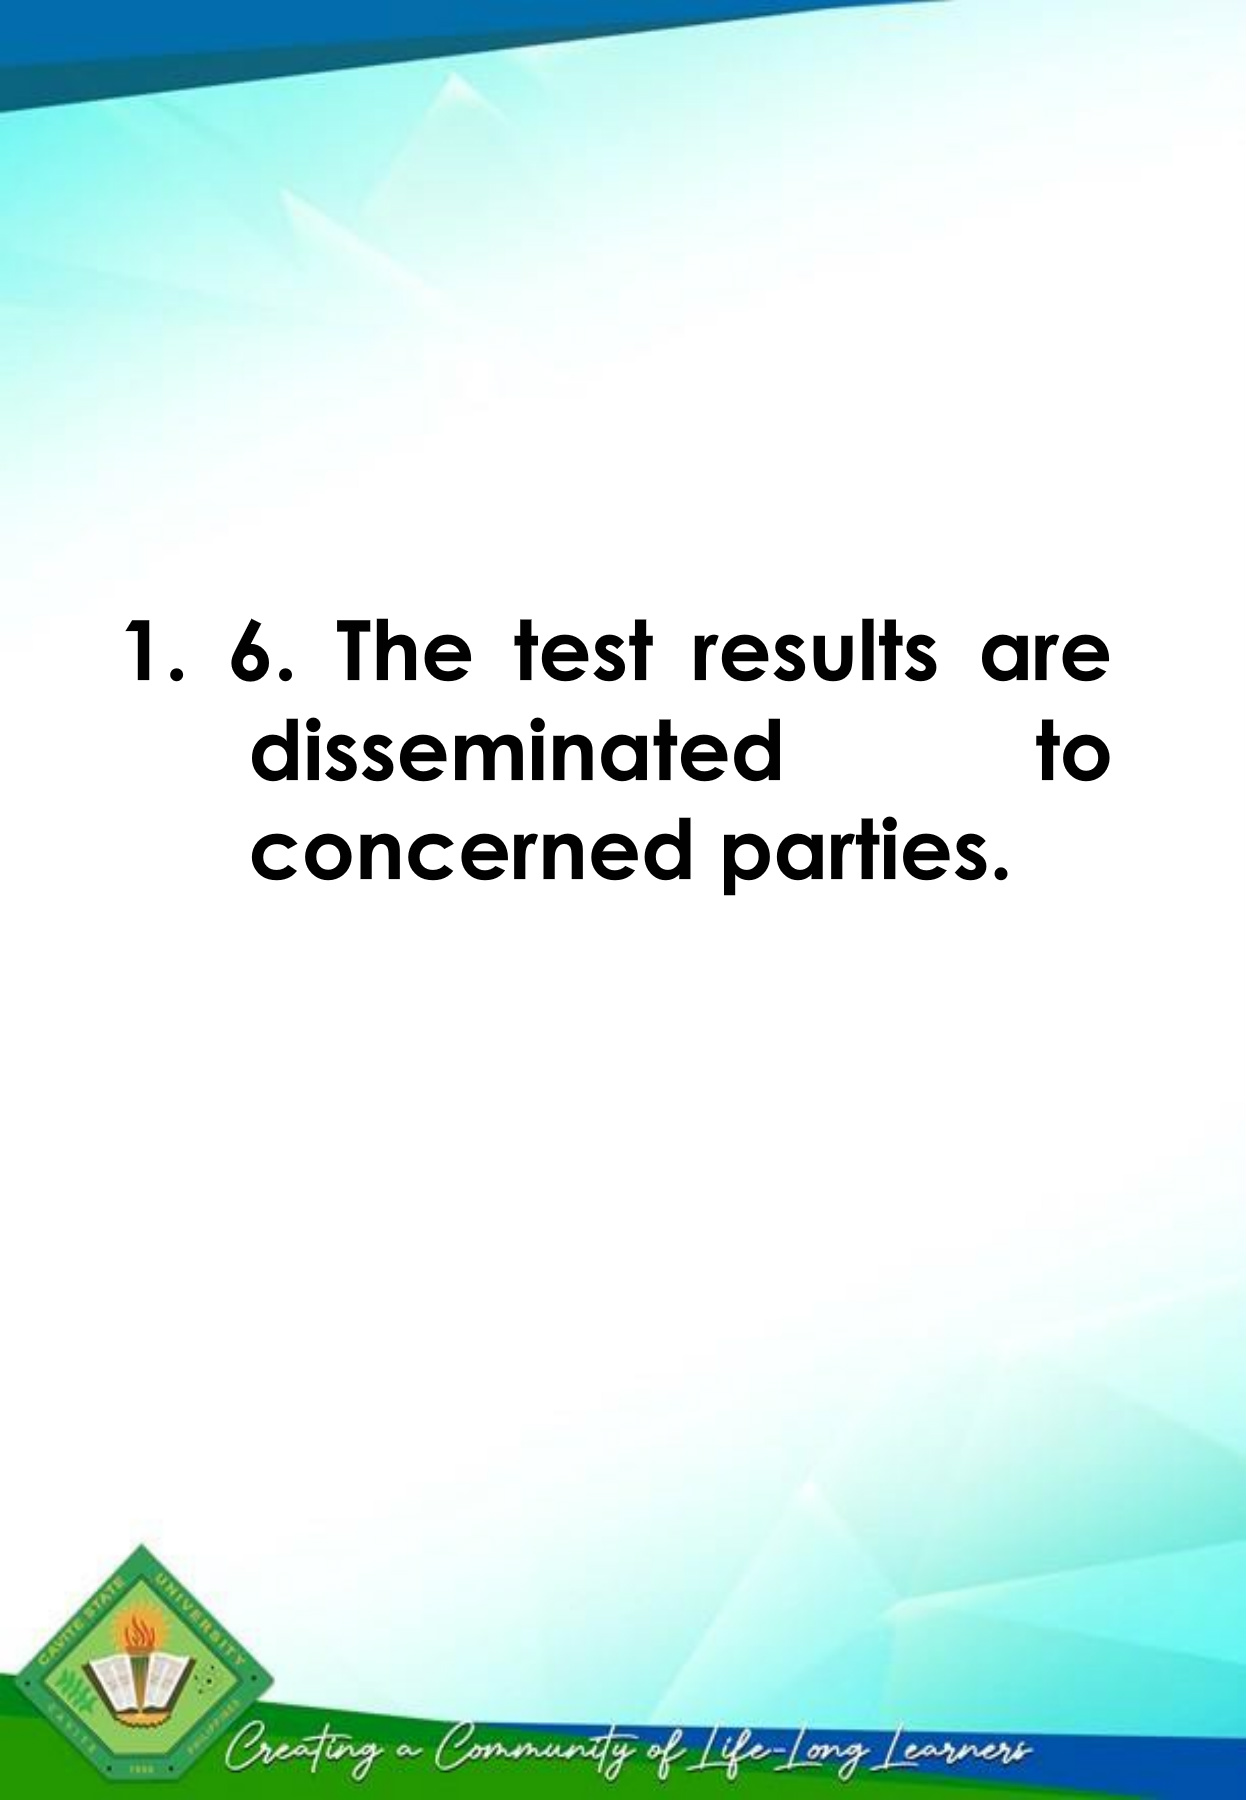 1. 6. The test results are
disseminated to
concerned parties.
CAVITE STATE UNIVERSITY
CAVITE PHILIPPINES
1906
Creating a Community of Life-Long Learners